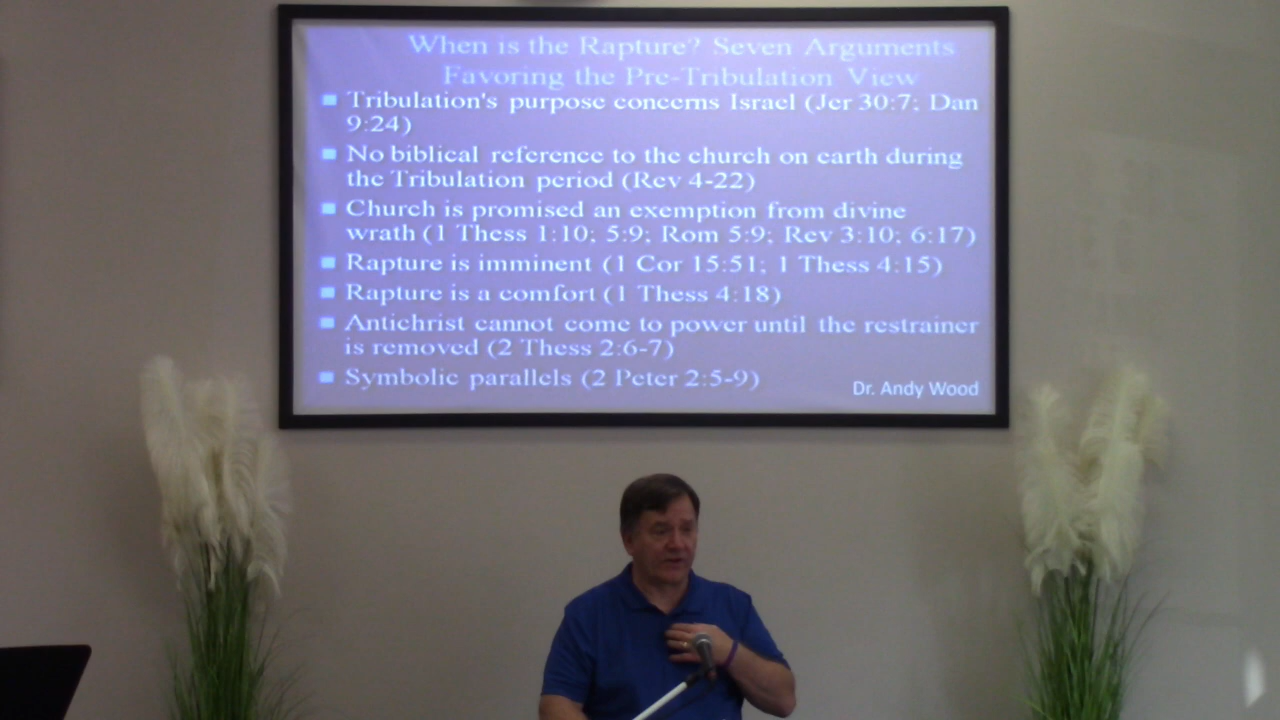 When is the Rapture? Seven Arguments
Favoring the Pre-Tribulation View
Tribulation's purpose concerns Israel (Jer 30:7; Dan
9:24)
No biblical reference to the church on earth during
the Tribulation period (Rev 4-22)
Church is promised an exemption from divine
wrath (1 Thess 1:10; 5:9; Rom 5:9; Rev 3:10; 6:17)
Rapture is imminent (1 Cor 15:51; 1 Thess 4:15)
Rapture is a comfort (1 Thess 4:18)
Antichrist cannot come to power until the restrainer
is removed (2 Thess 2:6-7)
Symbolic parallels (2 Peter 2:5-9)
Dr. Andy Wood